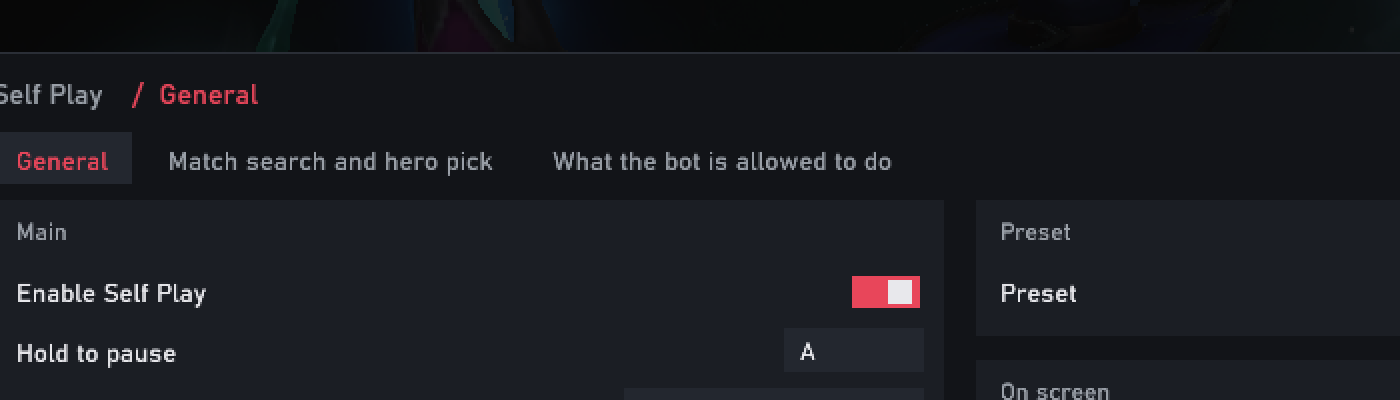 Self Play / General
General Match search and hero pick What the bot is allowed to do
Main
Enable Self Play
Hold to pause A
Preset
Preset
On screen